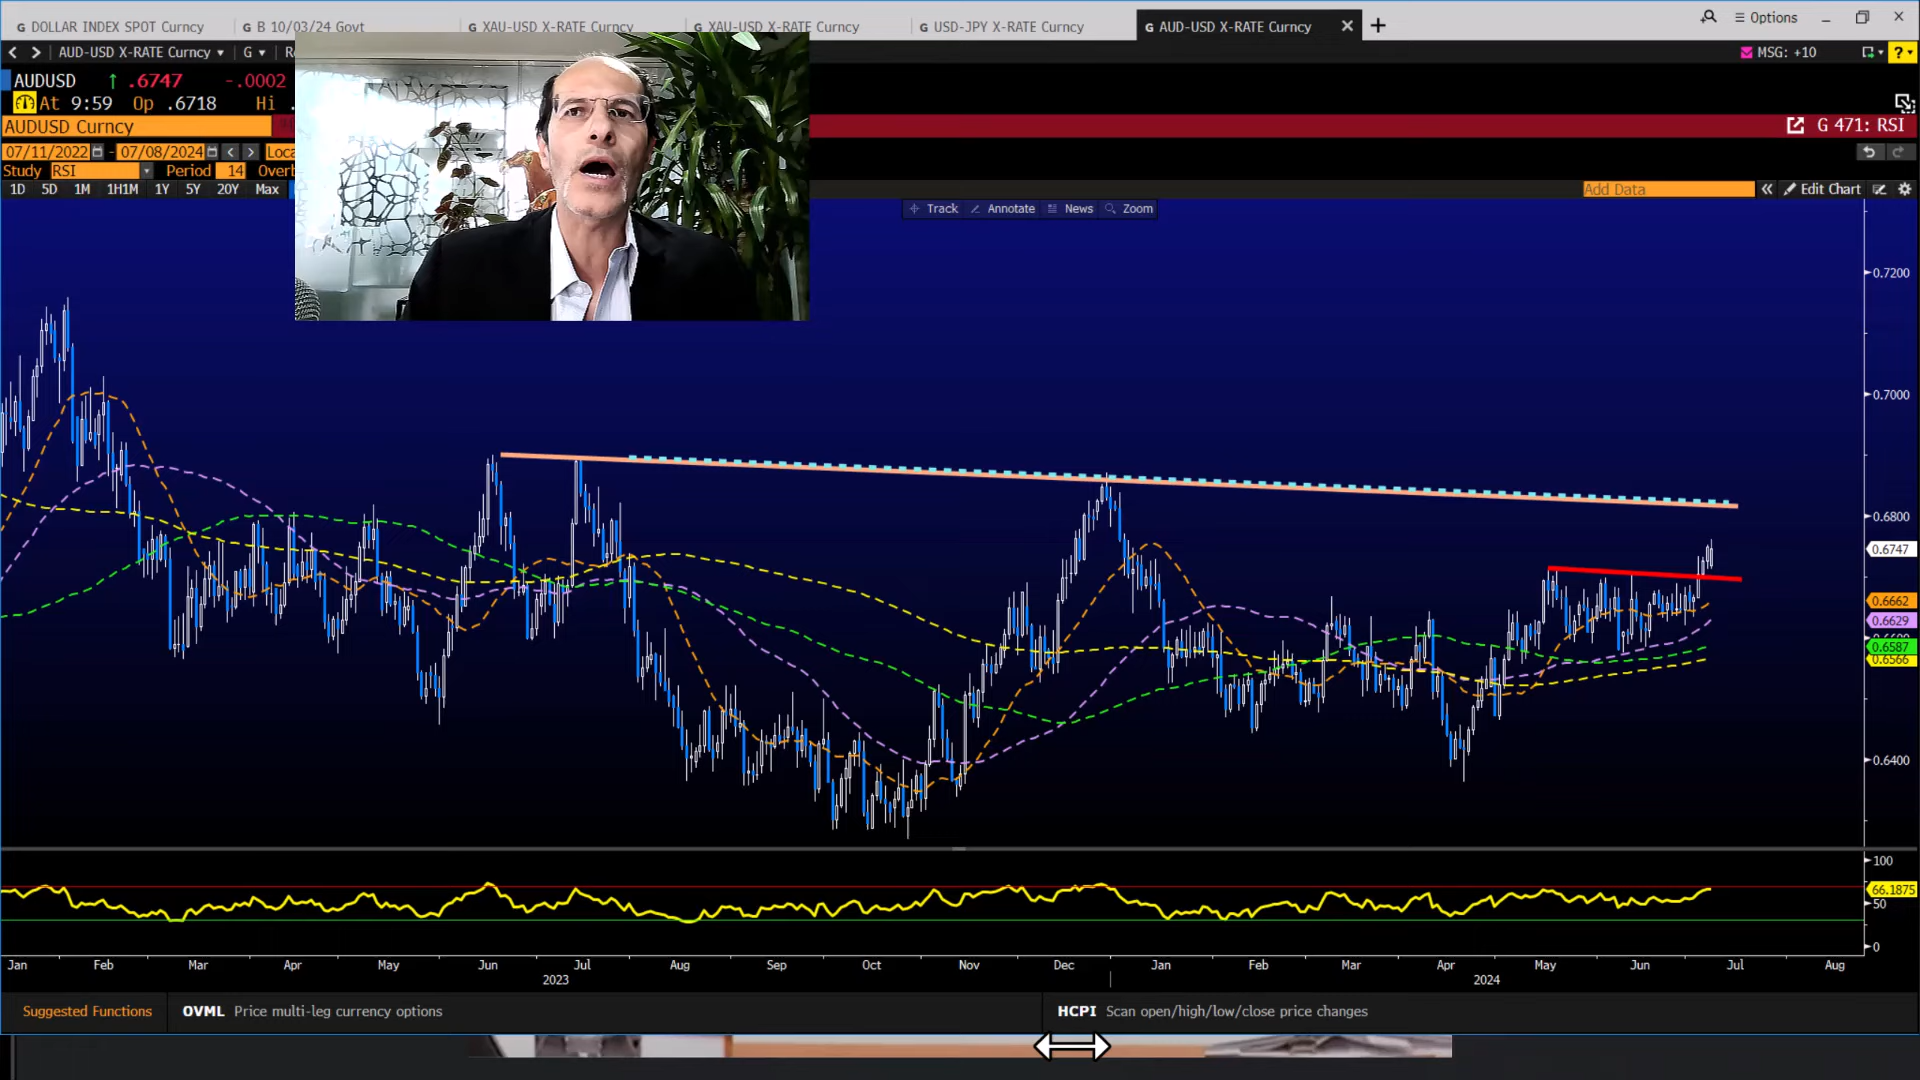 G DOLLAR INDEX SPOT Curncy
G B 10/03/24 Govt
G XAU-USD X-RATE Curncy
G XAU-USD X-RATE Curncy
G USD-JPY X-RATE Curncy
G AUD-USD X-RATE Curncy
Options
AUD-USD X-RATE Curncy G
MSG: +10
?
AUDUSD ↑ .6747 -.0002
At 9:59 Op .6718 Hi
AUDUSD Curncy
G 471: RSI
07/11/2022 - 07/08/2024
Study RSI Period 14
1D 5D 1M 1H1M 1Y 5Y 20Y Max
Add Data « Edit Chart
Track Annotate News Zoom
0.7200
0.7000
0.6800
0.6747
0.6662
0.6629
0.6587
0.6566
0.6400
100
66.1875
50
0
Jan Feb Mar Apr May Jun Jul Aug Sep Oct Nov Dec Jan Feb Mar Apr May Jun Jul Aug
2023 2024
Suggested Functions OVML Price multi-leg currency options HCPI Scan open/high/low/close price changes